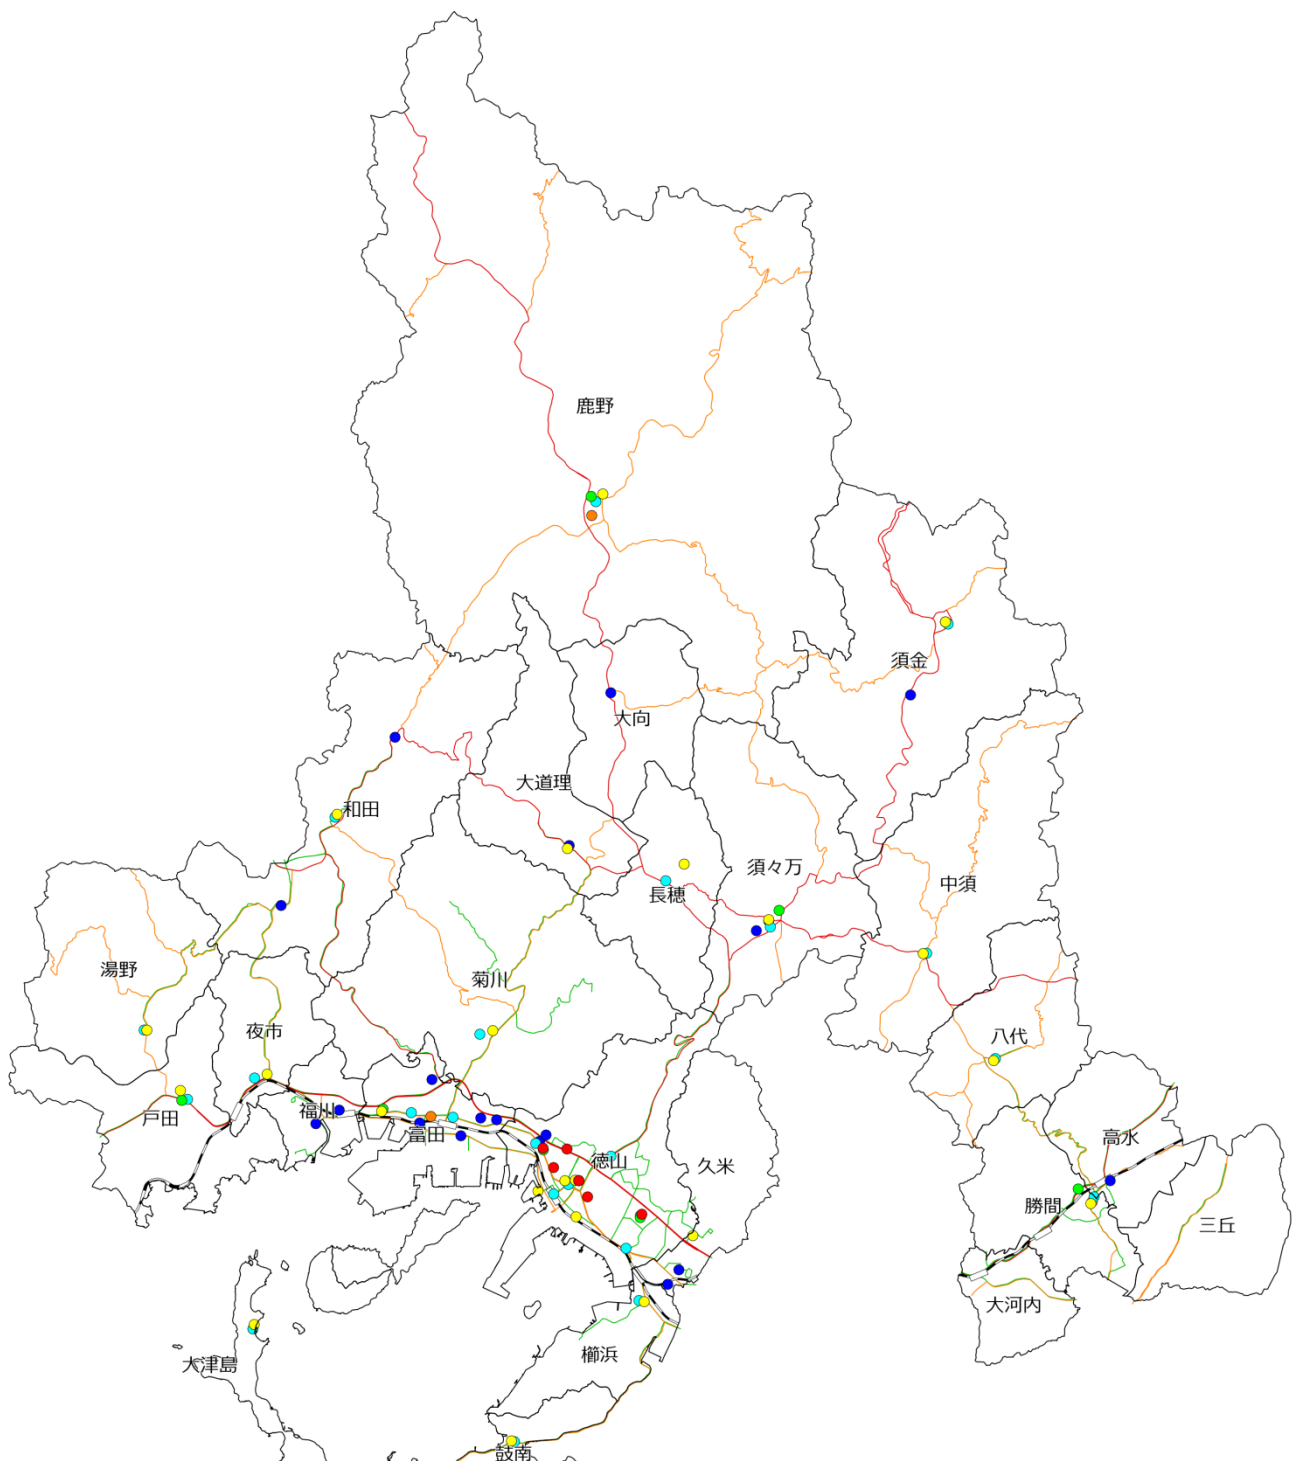 鹿野
須金
大向
大道理
和田
須々万
中須
長穂
湯野
菊川
夜市
八代
福川
戸田
富田
高水
徳山
久米
勝間
三丘
大河内
櫛浜
大津島
鼓南